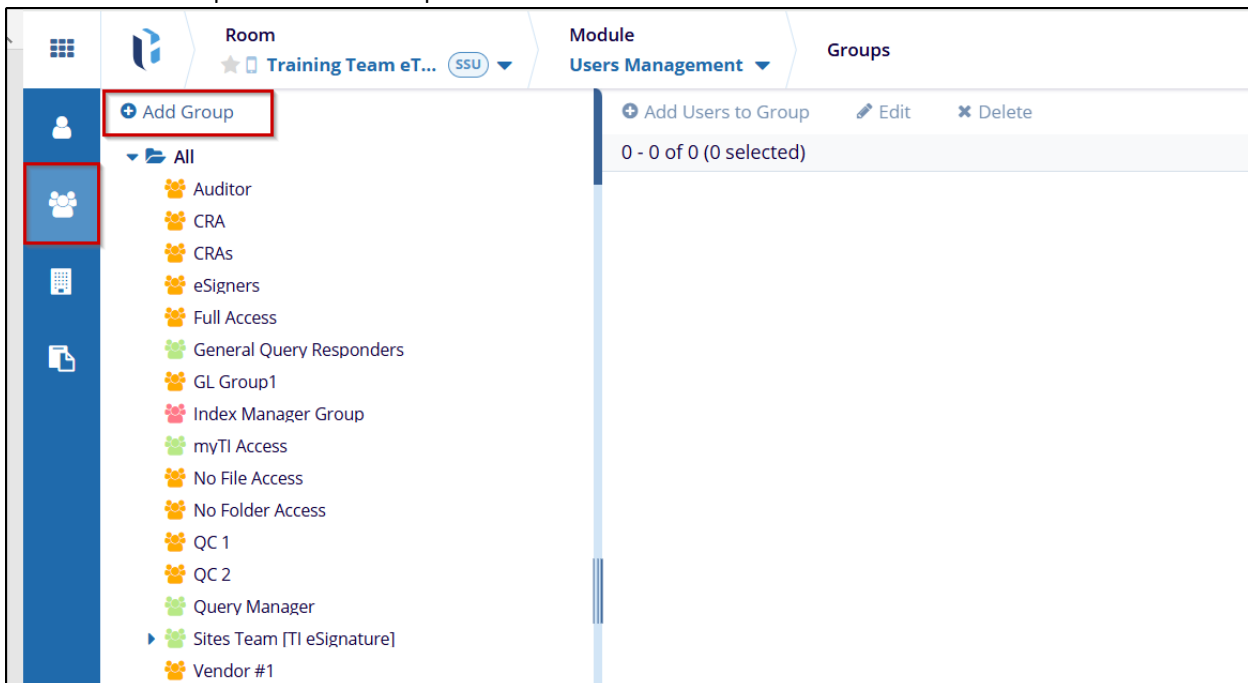 Room
Training Team eT... SSU
Module
Users Management
Groups
Add Group
Add Users to Group Edit Delete
0 - 0 of 0 (0 selected)
All
Auditor
CRA
CRAs
eSigners
Full Access
General Query Responders
GL Group1
Index Manager Group
myTI Access
No File Access
No Folder Access
QC 1
QC 2
Query Manager
Sites Team [TI eSignature]
Vendor #1